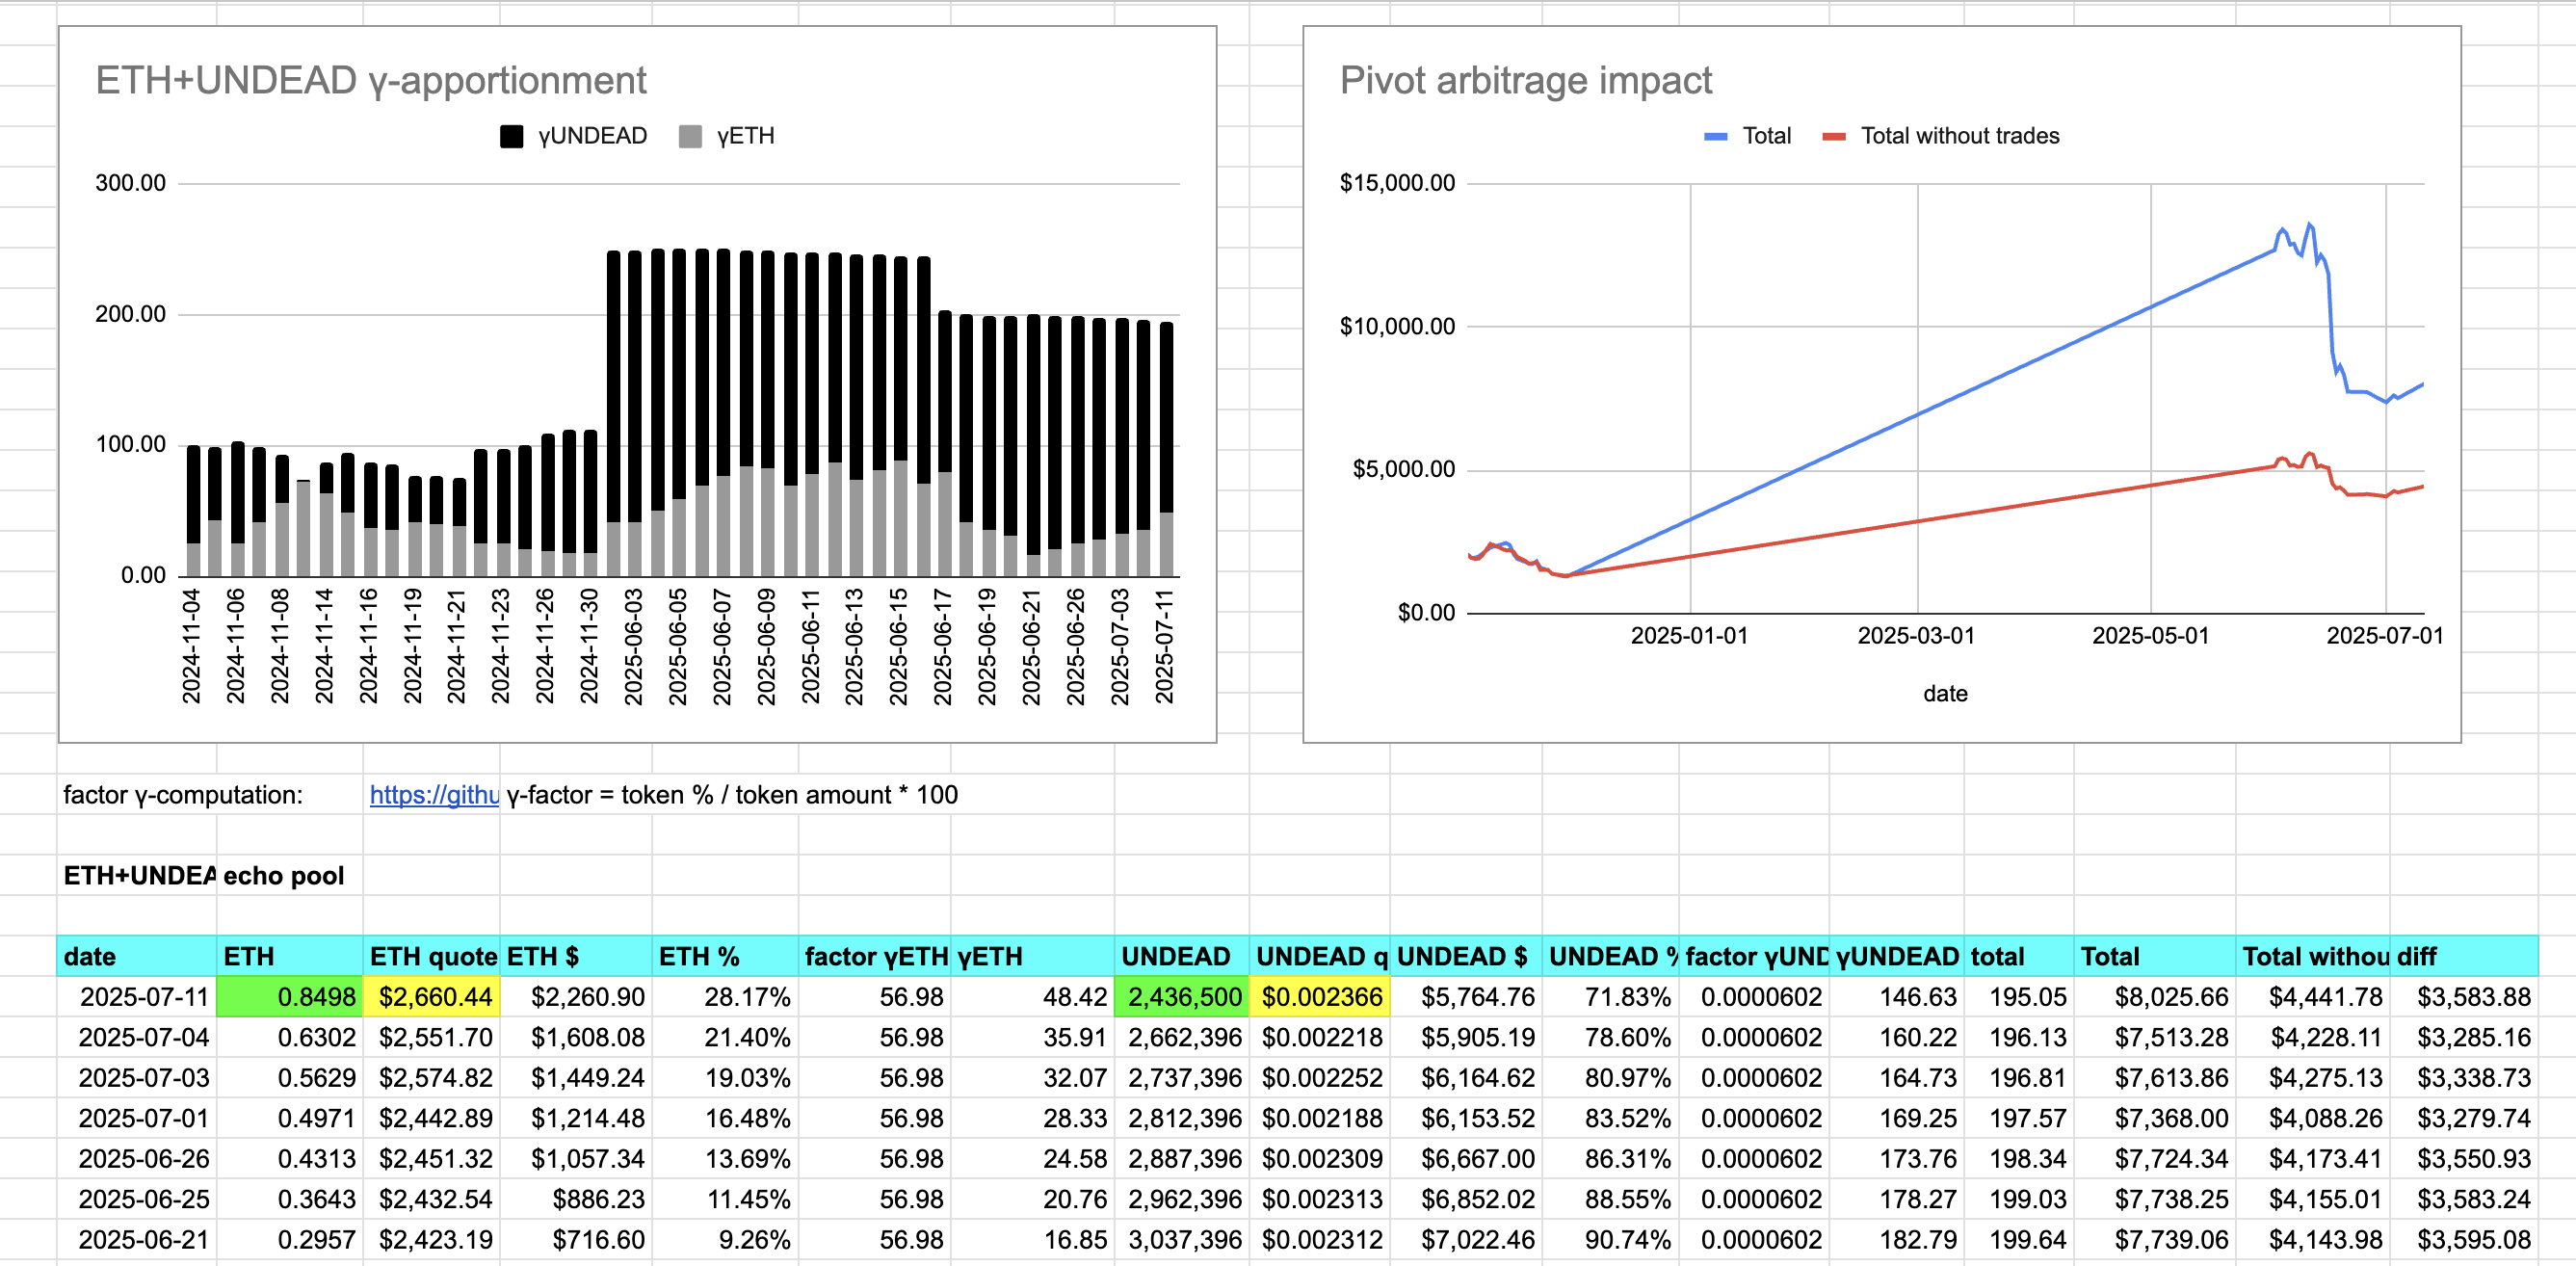 ETH+UNDEAD γ-apportionment
γUNDEAD γETH
300.00
200.00
100.00
0.00
2024-11-04 2024-11-06 2024-11-08 2024-11-14 2024-11-16 2024-11-19 2024-11-21 2024-11-23 2024-11-26 2024-11-30 2025-06-03 2025-06-05 2025-06-07 2025-06-09 2025-06-11 2025-06-13 2025-06-15 2025-06-17 2025-06-19 2025-06-21 2025-06-26 2025-07-03 2025-07-11
Pivot arbitrage impact
Total Total without trades
$15,000.00
$10,000.00
$5,000.00
$0.00
2025-01-01 2025-03-01 2025-05-01 2025-07-01
date
factor γ-computation: https://githu γ-factor = token % / token amount * 100
ETH+UNDEA echo pool
date ETH ETH quote ETH $ ETH % factor γETH γETH UNDEAD UNDEAD q UNDEAD $ UNDEAD % factor γUND γUNDEAD total Total Total withou diff
2025-07-11 0.8498 $2,660.44 $2,260.90 28.17% 56.98 48.42 2,436,500 $0.002366 $5,764.76 71.83% 0.0000602 146.63 195.05 $8,025.66 $4,441.78 $3,583.88
2025-07-04 0.6302 $2,551.70 $1,608.08 21.40% 56.98 35.91 2,662,396 $0.002218 $5,905.19 78.60% 0.0000602 160.22 196.13 $7,513.28 $4,228.11 $3,285.16
2025-07-03 0.5629 $2,574.82 $1,449.24 19.03% 56.98 32.07 2,737,396 $0.002252 $6,164.62 80.97% 0.0000602 164.73 196.81 $7,613.86 $4,275.13 $3,338.73
2025-07-01 0.4971 $2,442.89 $1,214.48 16.48% 56.98 28.33 2,812,396 $0.002188 $6,153.52 83.52% 0.0000602 169.25 197.57 $7,368.00 $4,088.26 $3,279.74
2025-06-26 0.4313 $2,451.32 $1,057.34 13.69% 56.98 24.58 2,887,396 $0.002309 $6,667.00 86.31% 0.0000602 173.76 198.34 $7,724.34 $4,173.41 $3,550.93
2025-06-25 0.3643 $2,432.54 $886.23 11.45% 56.98 20.76 2,962,396 $0.002313 $6,852.02 88.55% 0.0000602 178.27 199.03 $7,738.25 $4,155.01 $3,583.24
2025-06-21 0.2957 $2,423.19 $716.60 9.26% 56.98 16.85 3,037,396 $0.002312 $7,022.46 90.74% 0.0000602 182.79 199.64 $7,739.06 $4,143.98 $3,595.08